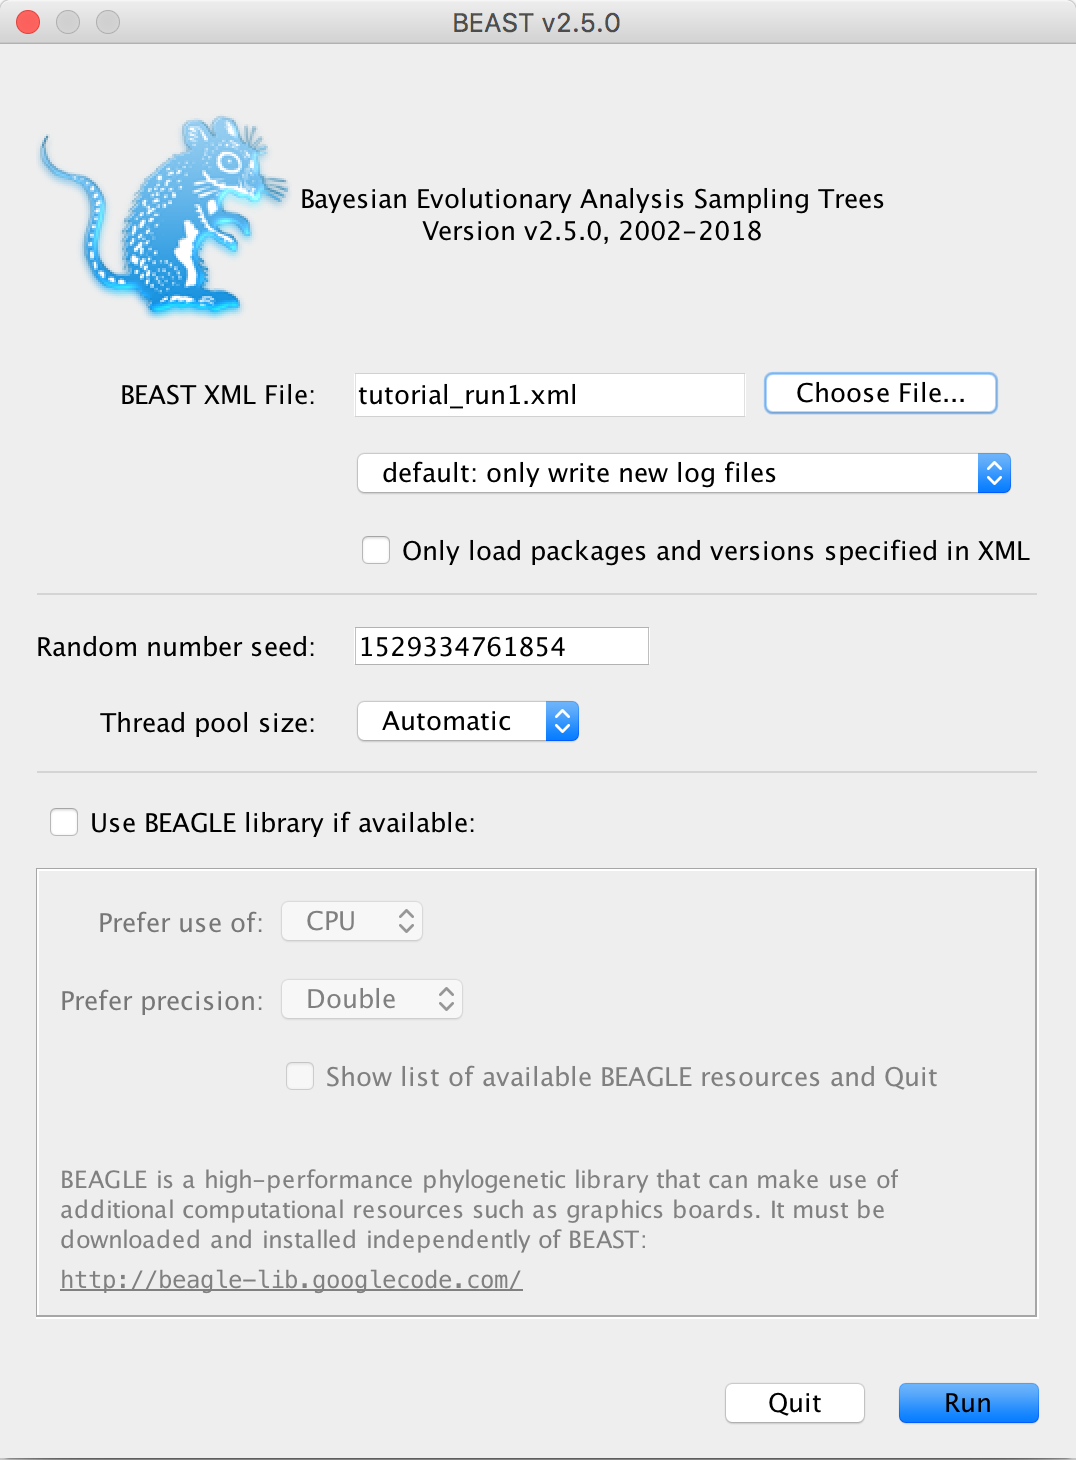 BEAST v2.5.0
Bayesian Evolutionary Analysis Sampling Trees
Version v2.5.0, 2002-2018
BEAST XML File: tutorial_run1.xml Choose File...
default: only write new log files
Only load packages and versions specified in XML
Random number seed: 1529334761854
Thread pool size: Automatic
Use BEAGLE library if available:
Prefer use of: CPU
Prefer precision: Double
Show list of available BEAGLE resources and Quit
BEAGLE is a high-performance phylogenetic library that can make use of
additional computational resources such as graphics boards. It must be
downloaded and installed independently of BEAST:
http://beagle-lib.googlecode.com/
Quit Run